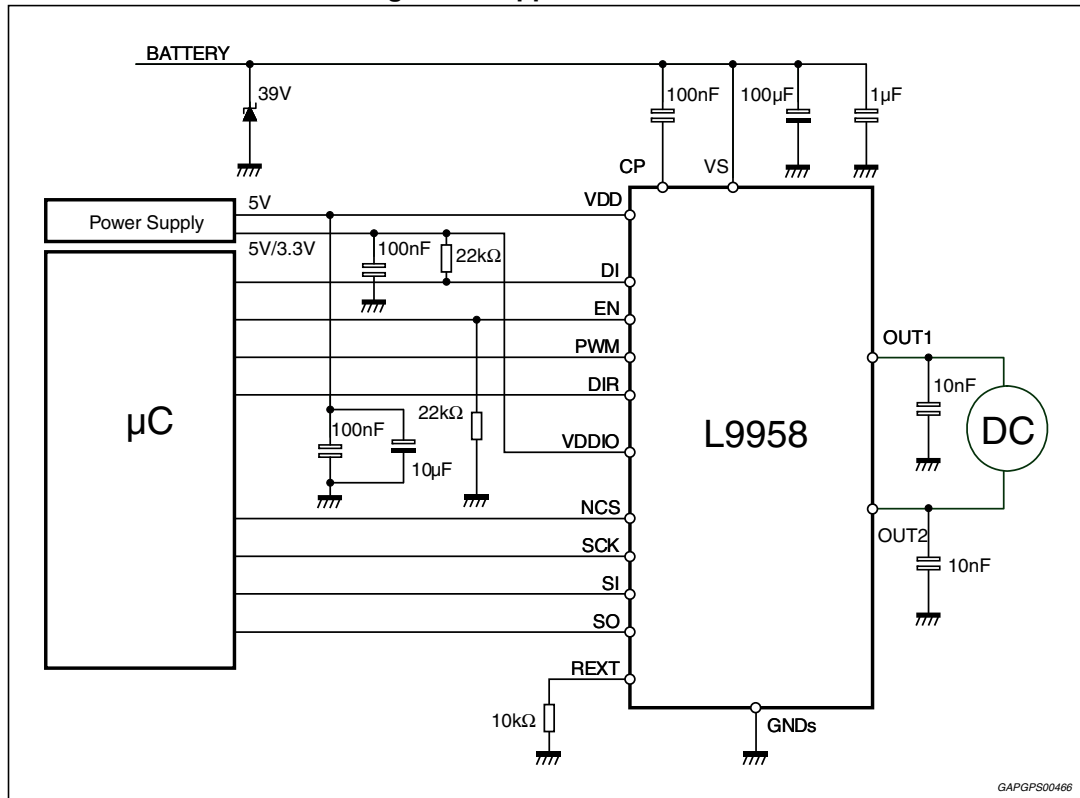 BATTERY
39V
100nF
100µF
1µF
CP
VS
Power Supply
5V
VDD
5V/3.3V
100nF
22kΩ
DI
EN
PWM
DIR
µC
100nF
10µF
22kΩ
VDDIO
L9958
OUT1
10nF
DC
OUT2
10nF
NCS
SCK
SI
SO
REXT
10kΩ
GNDs
GAPGPS00466